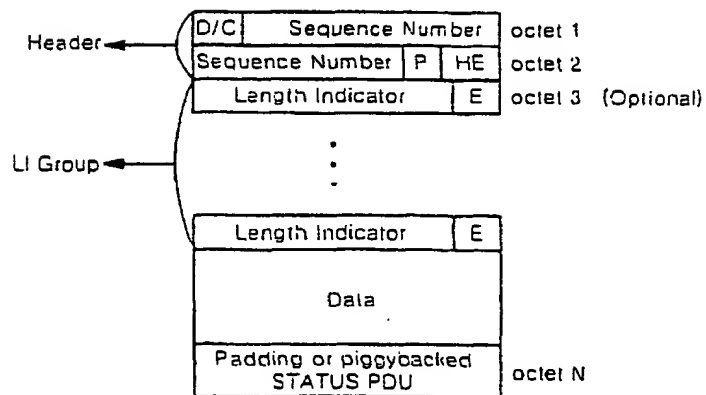 D/C Sequence Number octet 1
Header
Sequence Number P HE octet 2
Length Indicator E octet 3 (Optional)
LI Group
Length Indicator E
Data
Padding or piggybacked
STATUS PDU
octet N